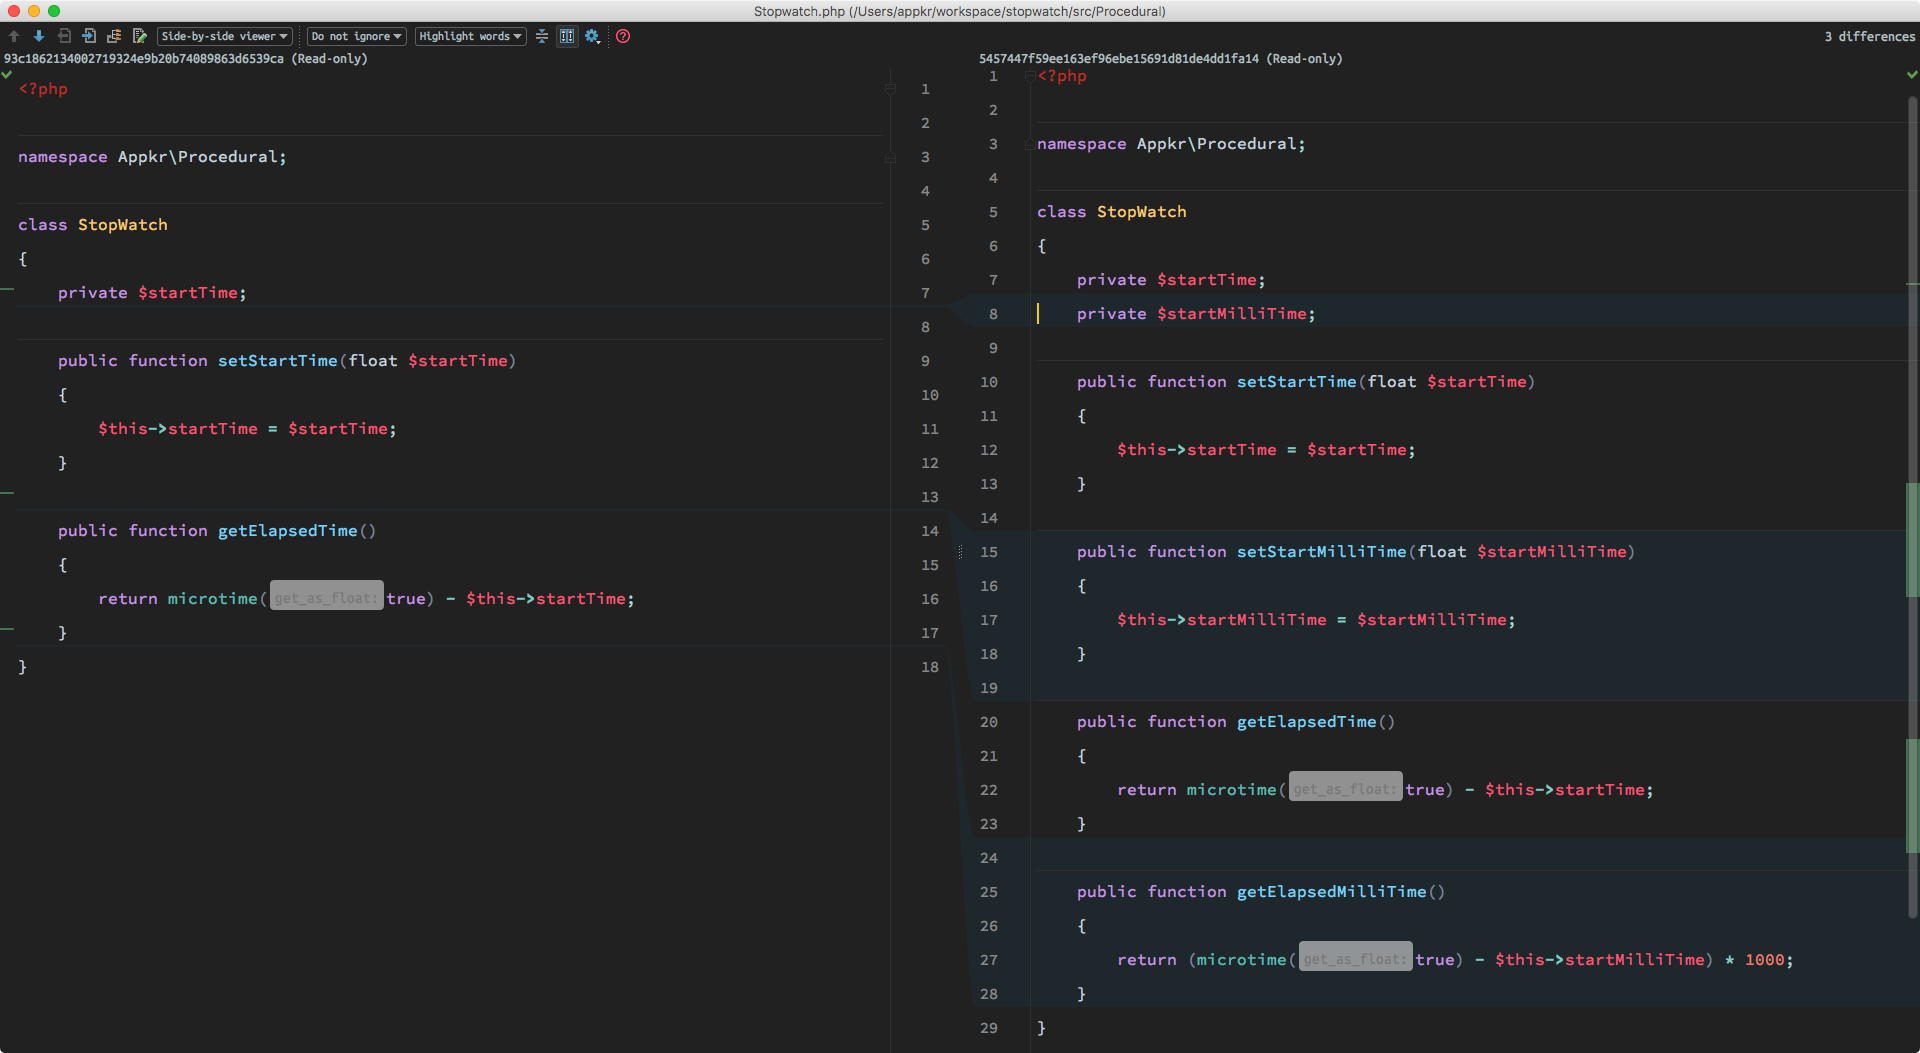 Stopwatch.php (/Users/appkr/workspace/stopwatch/src/Procedural)
Side-by-side viewer
Do not ignore
Highlight words
3 differences
93c1862134002719324e9b20b74089863d6539ca (Read-only)
<?php
1
2
namespace Appkr\Procedural;
3
4
class StopWatch
5
{
6
private $startTime;
7
8
public function setStartTime(float $startTime)
9
{
10
$this->startTime = $startTime;
11
}
12
13
public function getElapsedTime()
14
{
15
return microtime(get_as_float: true) - $this->startTime;
16
}
17
}
18
5457447f59ee163ef96ebe15691d81de4dd1fa14 (Read-only)
1 <?php
2
3 namespace Appkr\Procedural;
4
5 class StopWatch
6 {
7 private $startTime;
8 private $startMilliTime;
9
10 public function setStartTime(float $startTime)
11 {
12 $this->startTime = $startTime;
13 }
14
15 public function setStartMilliTime(float $startMilliTime)
16 {
17 $this->startMilliTime = $startMilliTime;
18 }
19
20 public function getElapsedTime()
21 {
22 return microtime(get_as_float: true) - $this->startTime;
23 }
24
25 public function getElapsedMilliTime()
26 {
27 return (microtime(get_as_float: true) - $this->startMilliTime) * 1000;
28 }
29 }